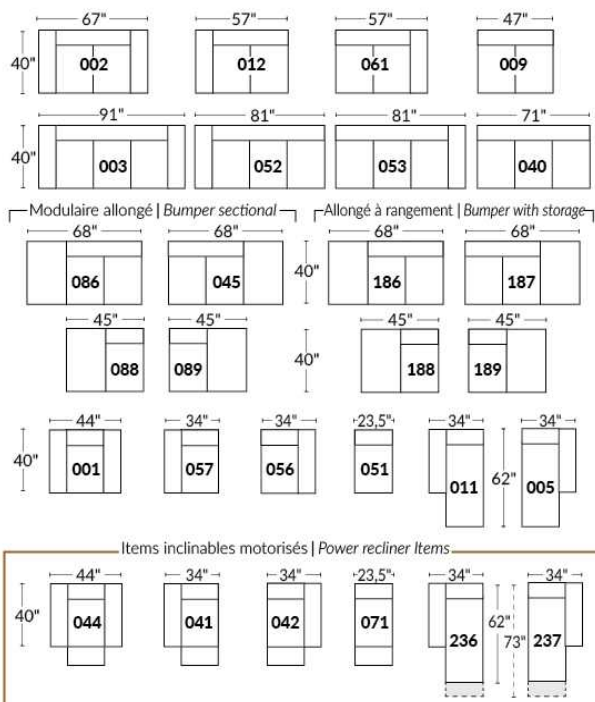 67" 57" 57" 47"
40" 002 012 061 009
91" 81" 81" 71"
40" 003 052 053 040
Modulaire allongé | Bumper sectional Allongé à rangement | Bumper with storage
68" 68" 68" 68"
086 045 40" 186 187
45" 45" 45" 45"
088 089 40" 188 189
44" 34" 34" 23,5" 34" 34"
40" 001 057 056 051 011 62" 005
Items inclinables motorisés | Power recliner Items
44" 34" 34" 23,5" 34" 34"
40" 044 041 042 071 236 62" 73" 237